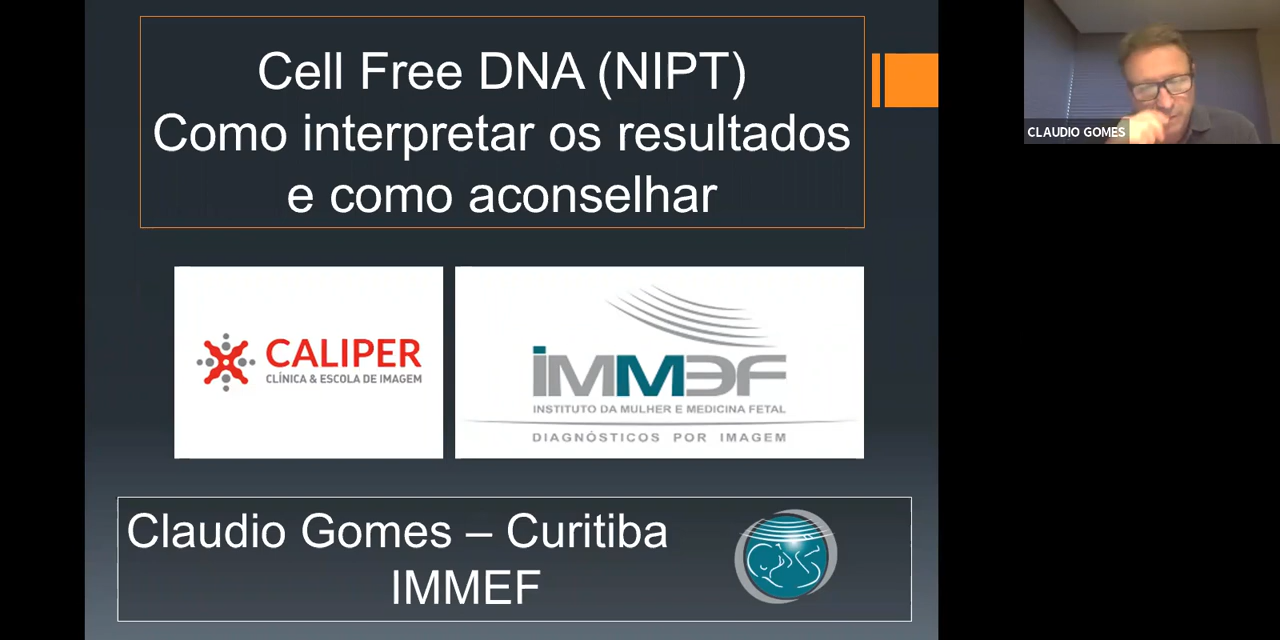 Cell Free DNA (NIPT)
Como interpretar os resultados
e como aconselhar
CLAUDIO GOMES
CALIPER
CLÍNICA & ESCOLA DE IMAGEM
iMMEF
INSTITUTO DA MULHER E MEDICINA FETAL
DIAGNÓSTICOS POR IMAGEM
Claudio Gomes – Curitiba
IMMEF